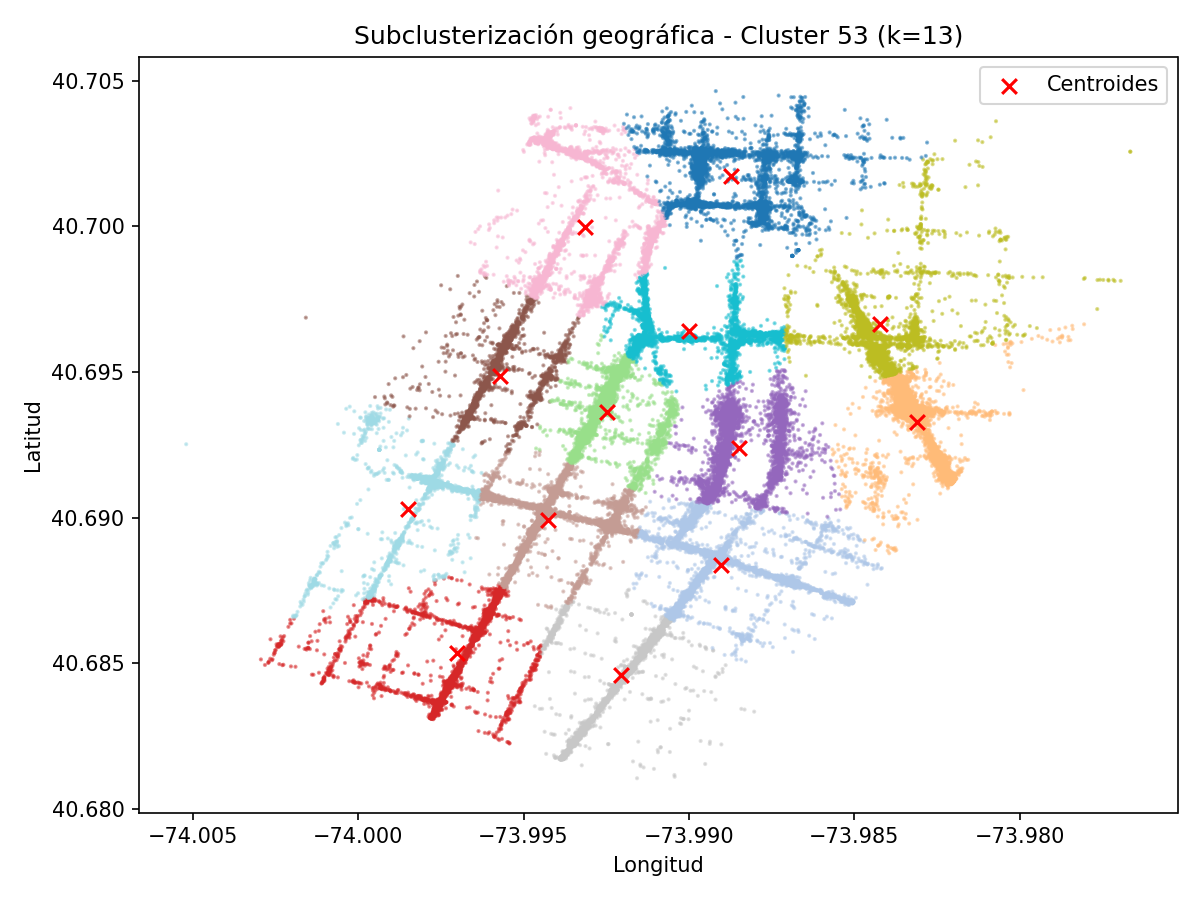 Subclusterización geográfica - Cluster 53 (k=13)
Centroides
40.705
40.700
40.695
40.690
40.685
40.680
Latitud
−74.005 −74.000 −73.995 −73.990 −73.985 −73.980
Longitud